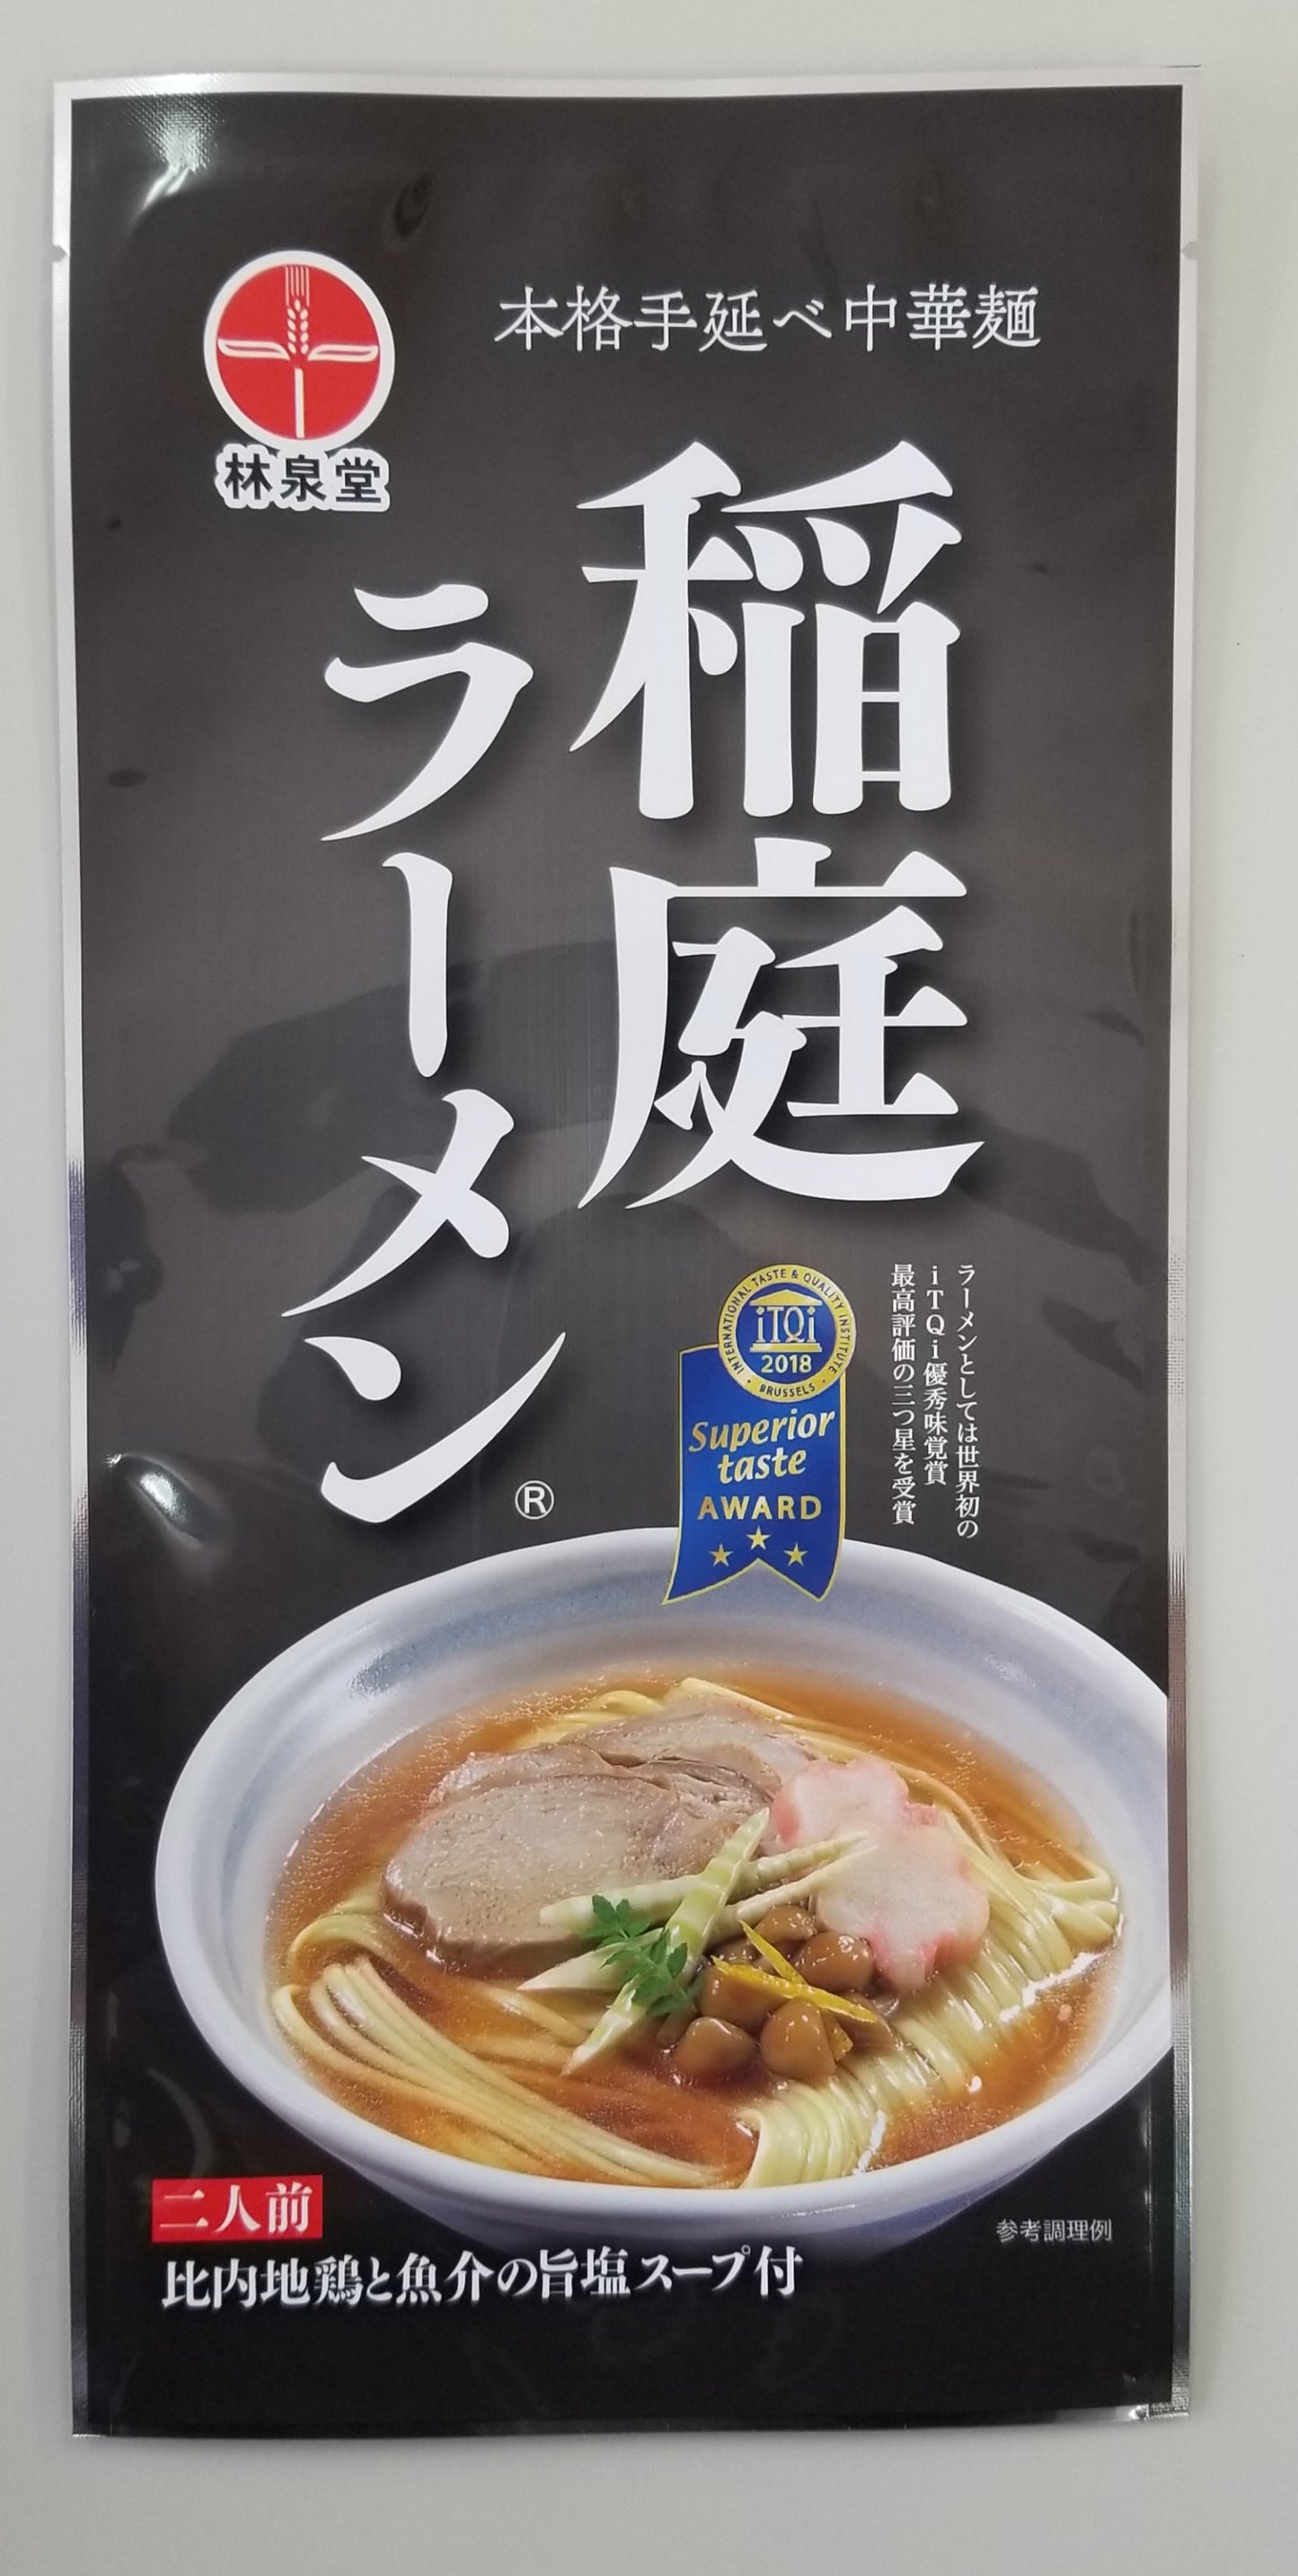 本格手延べ中華麺
林泉堂
稲庭
ラーメン®
ラーメンとしては世界初の
iTQi優秀味覚賞
最高評価の三つ星を受賞
INTERNATIONAL TASTE & QUALITY INSTITUTE
iTQi
2018
BRUSSELS
Superior
taste
AWARD
参考調理例
二人前
比内地鶏と魚介の旨塩スープ付